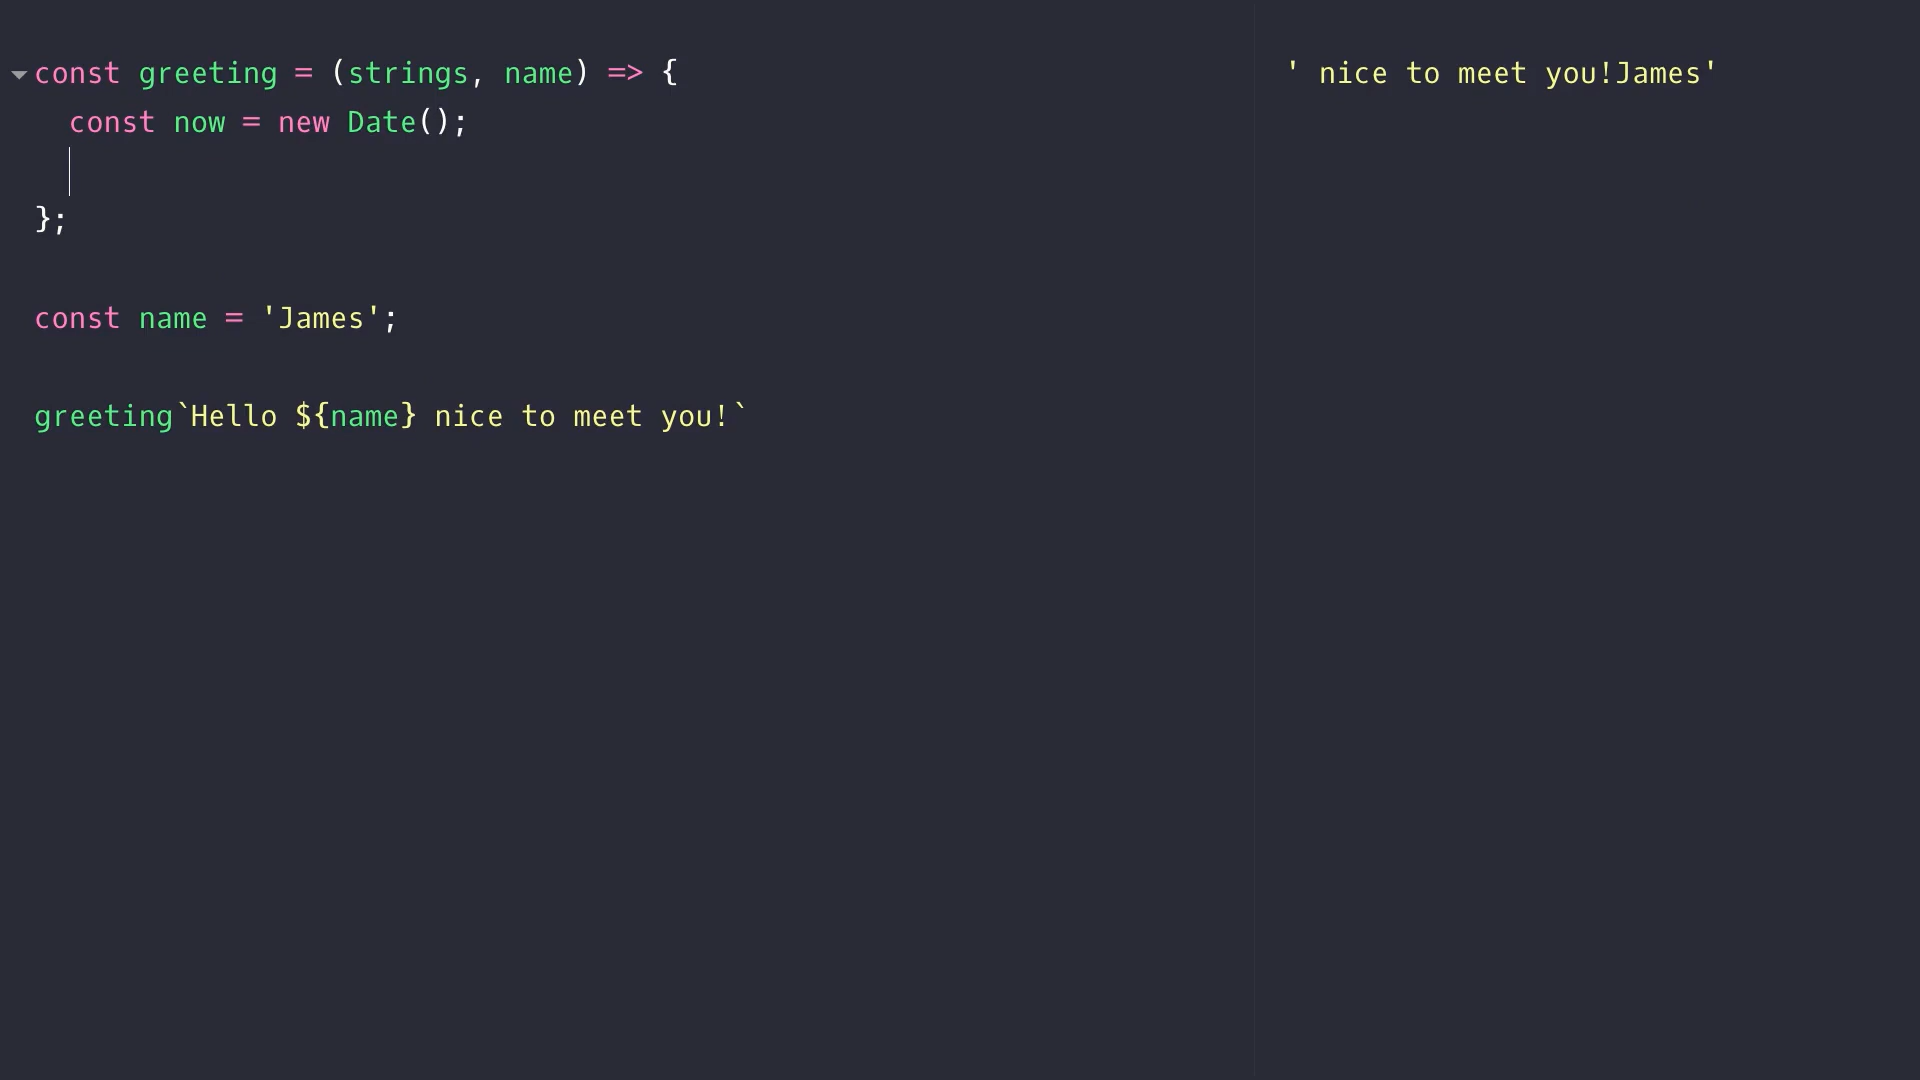 const greeting = (strings, name) => {
const now = new Date();
};
const name = 'James';
greeting`Hello ${name} nice to meet you!`
' nice to meet you!James'